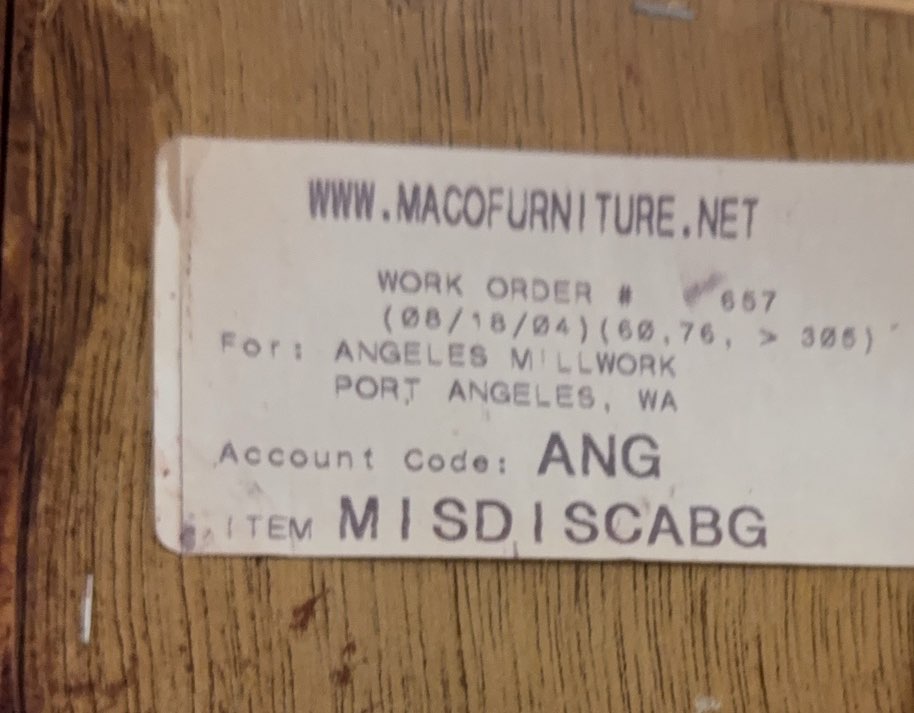 WWW.MACOFURNITURE.NET
WORK ORDER # 657
(08/18/04)(60,76, > 305)
For: ANGELES MILLWORK
PORT ANGELES, WA
Account Code: ANG
ITEM MISDISCABG